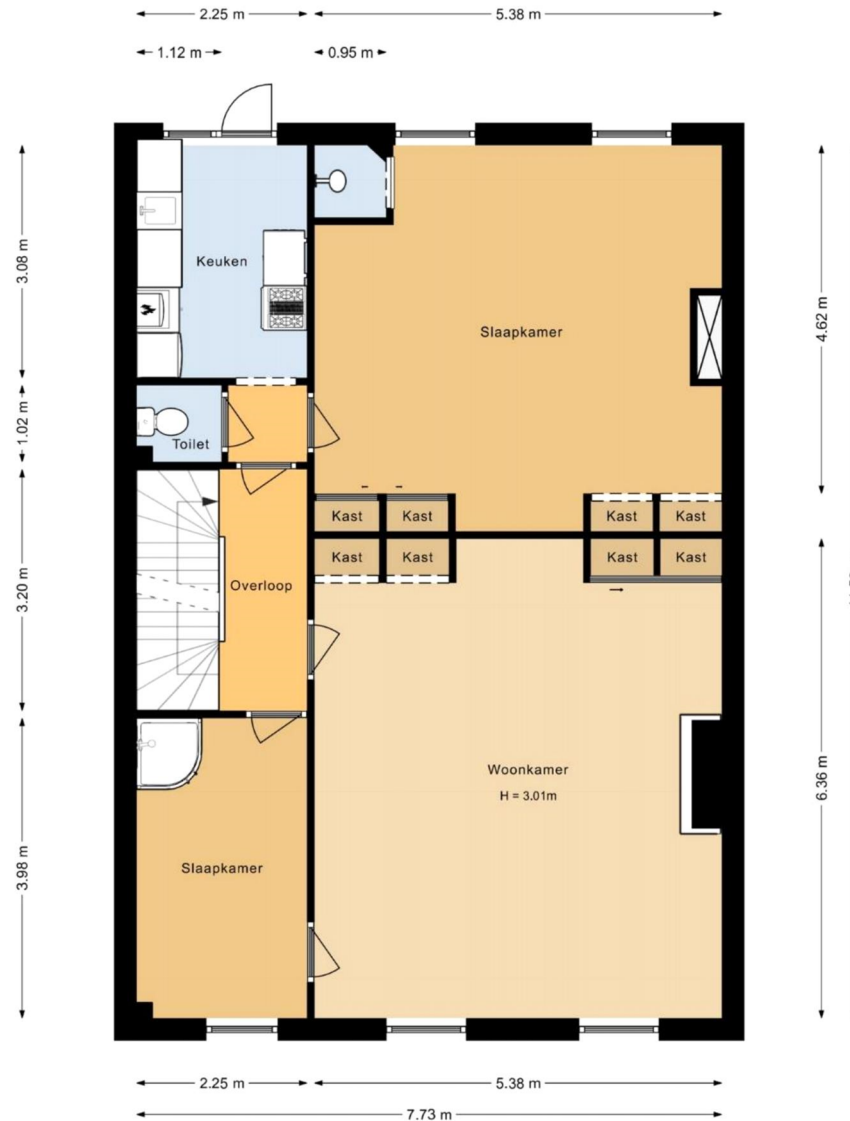 2.25 m
5.38 m
1.12 m
0.95 m
3.08 m
Keuken
Slaapkamer
4.62 m
1.02 m
Toilet
Kast
Kast
Kast
Kast
Kast
Kast
Kast
Kast
3.20 m
Overloop
Woonkamer
H = 3.01m
6.36 m
Slaapkamer
3.98 m
2.25 m
5.38 m
7.73 m